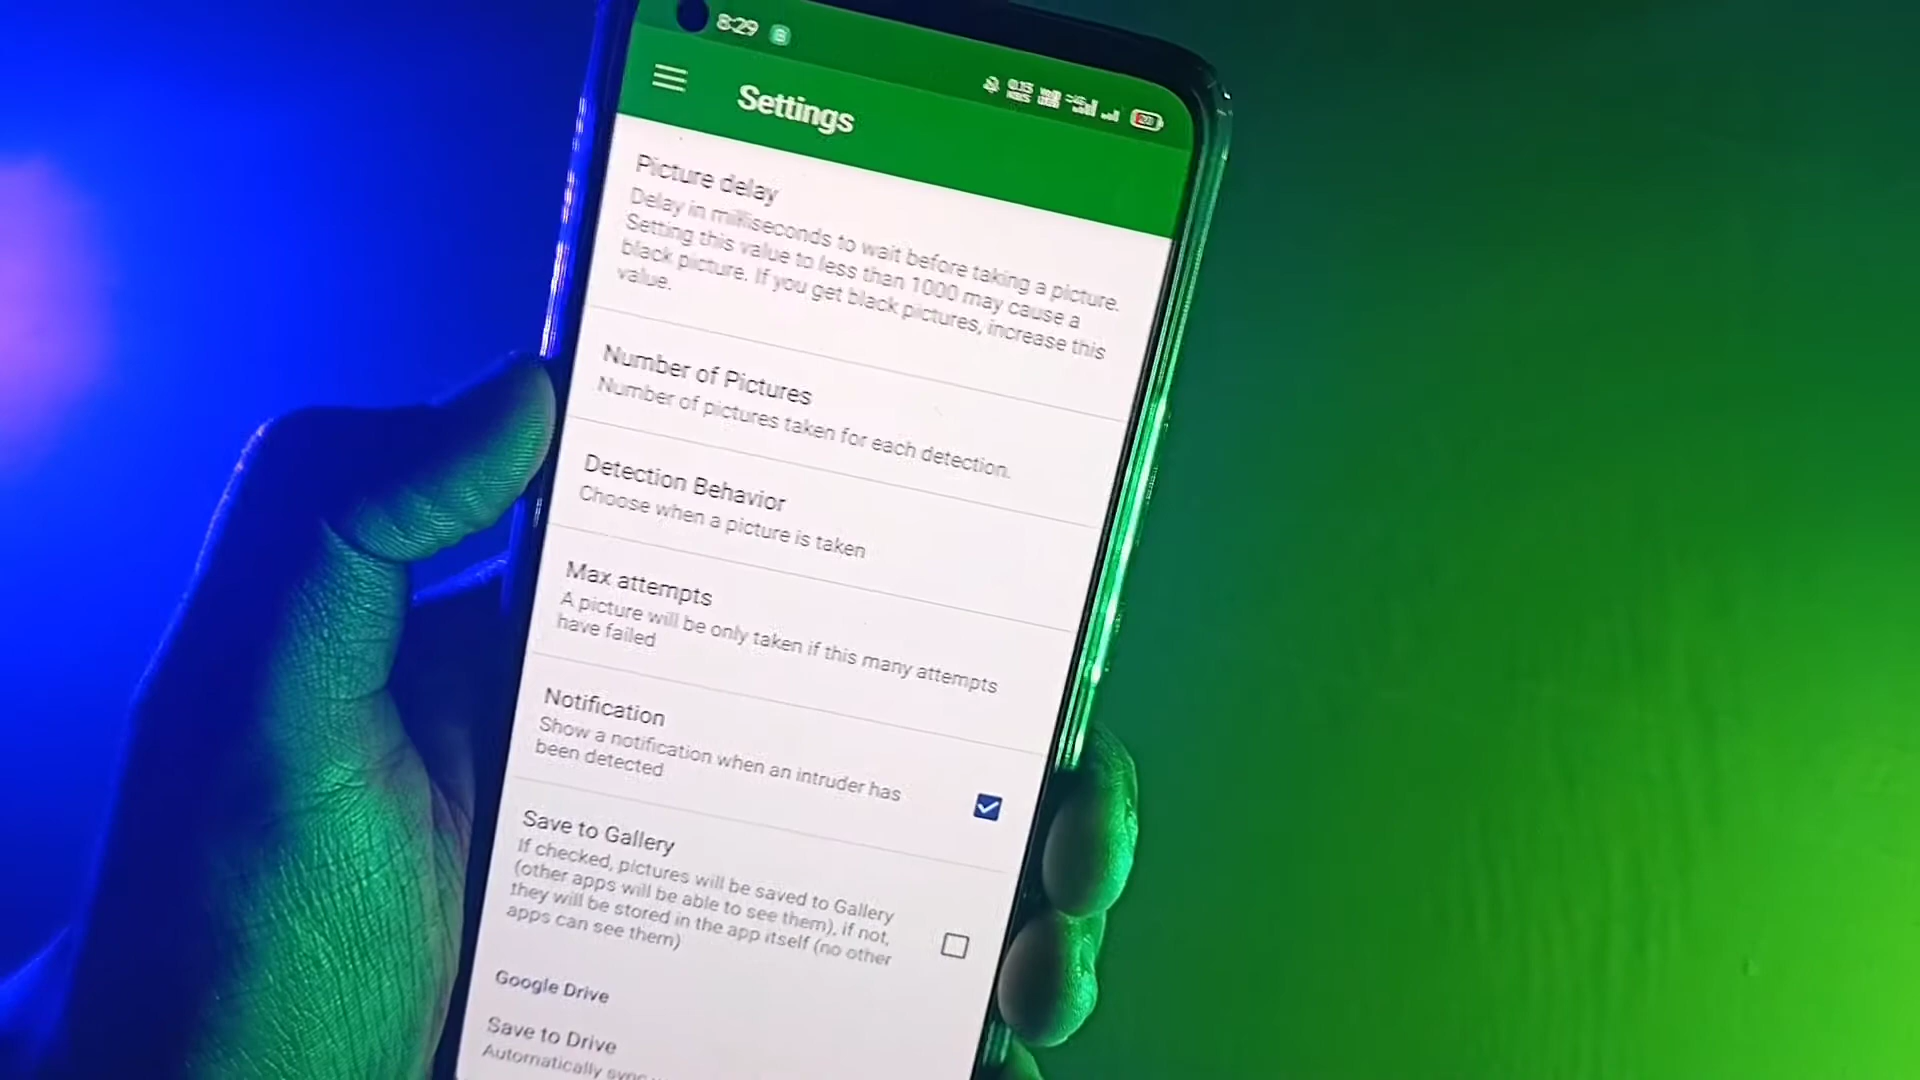 8:29
Settings
Picture delay
Delay in milliseconds to wait before taking a picture.
Setting this value to less than 1000 may cause a
black picture. If you get black pictures, increase this
value.
Number of Pictures
Number of pictures taken for each detection.
Detection Behavior
Choose when a picture is taken
Max attempts
A picture will be only taken if this many attempts
have failed
Notification
Show a notification when an intruder has
been detected
Save to Gallery
If checked, pictures will be saved to Gallery
(other apps will be able to see them), if not,
they will be stored in the app itself (no other
apps can see them)
Google Drive
Save to Drive
Automatically sync